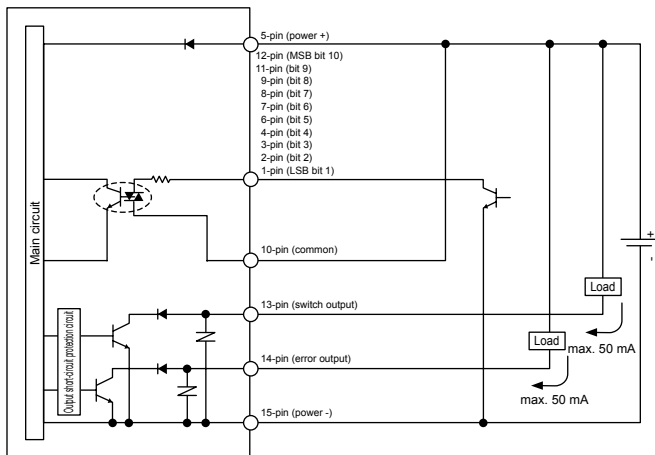 5-pin (power +)
12-pin (MSB bit 10)
11-pin (bit 9)
9-pin (bit 8)
8-pin (bit 7)
7-pin (bit 6)
6-pin (bit 5)
4-pin (bit 4)
3-pin (bit 3)
2-pin (bit 2)
1-pin (LSB bit 1)
Main circuit
10-pin (common)
+
-
13-pin (switch output)
Load
max. 50 mA
Output short-circuit protection circuit
Load
14-pin (error output)
max. 50 mA
15-pin (power -)